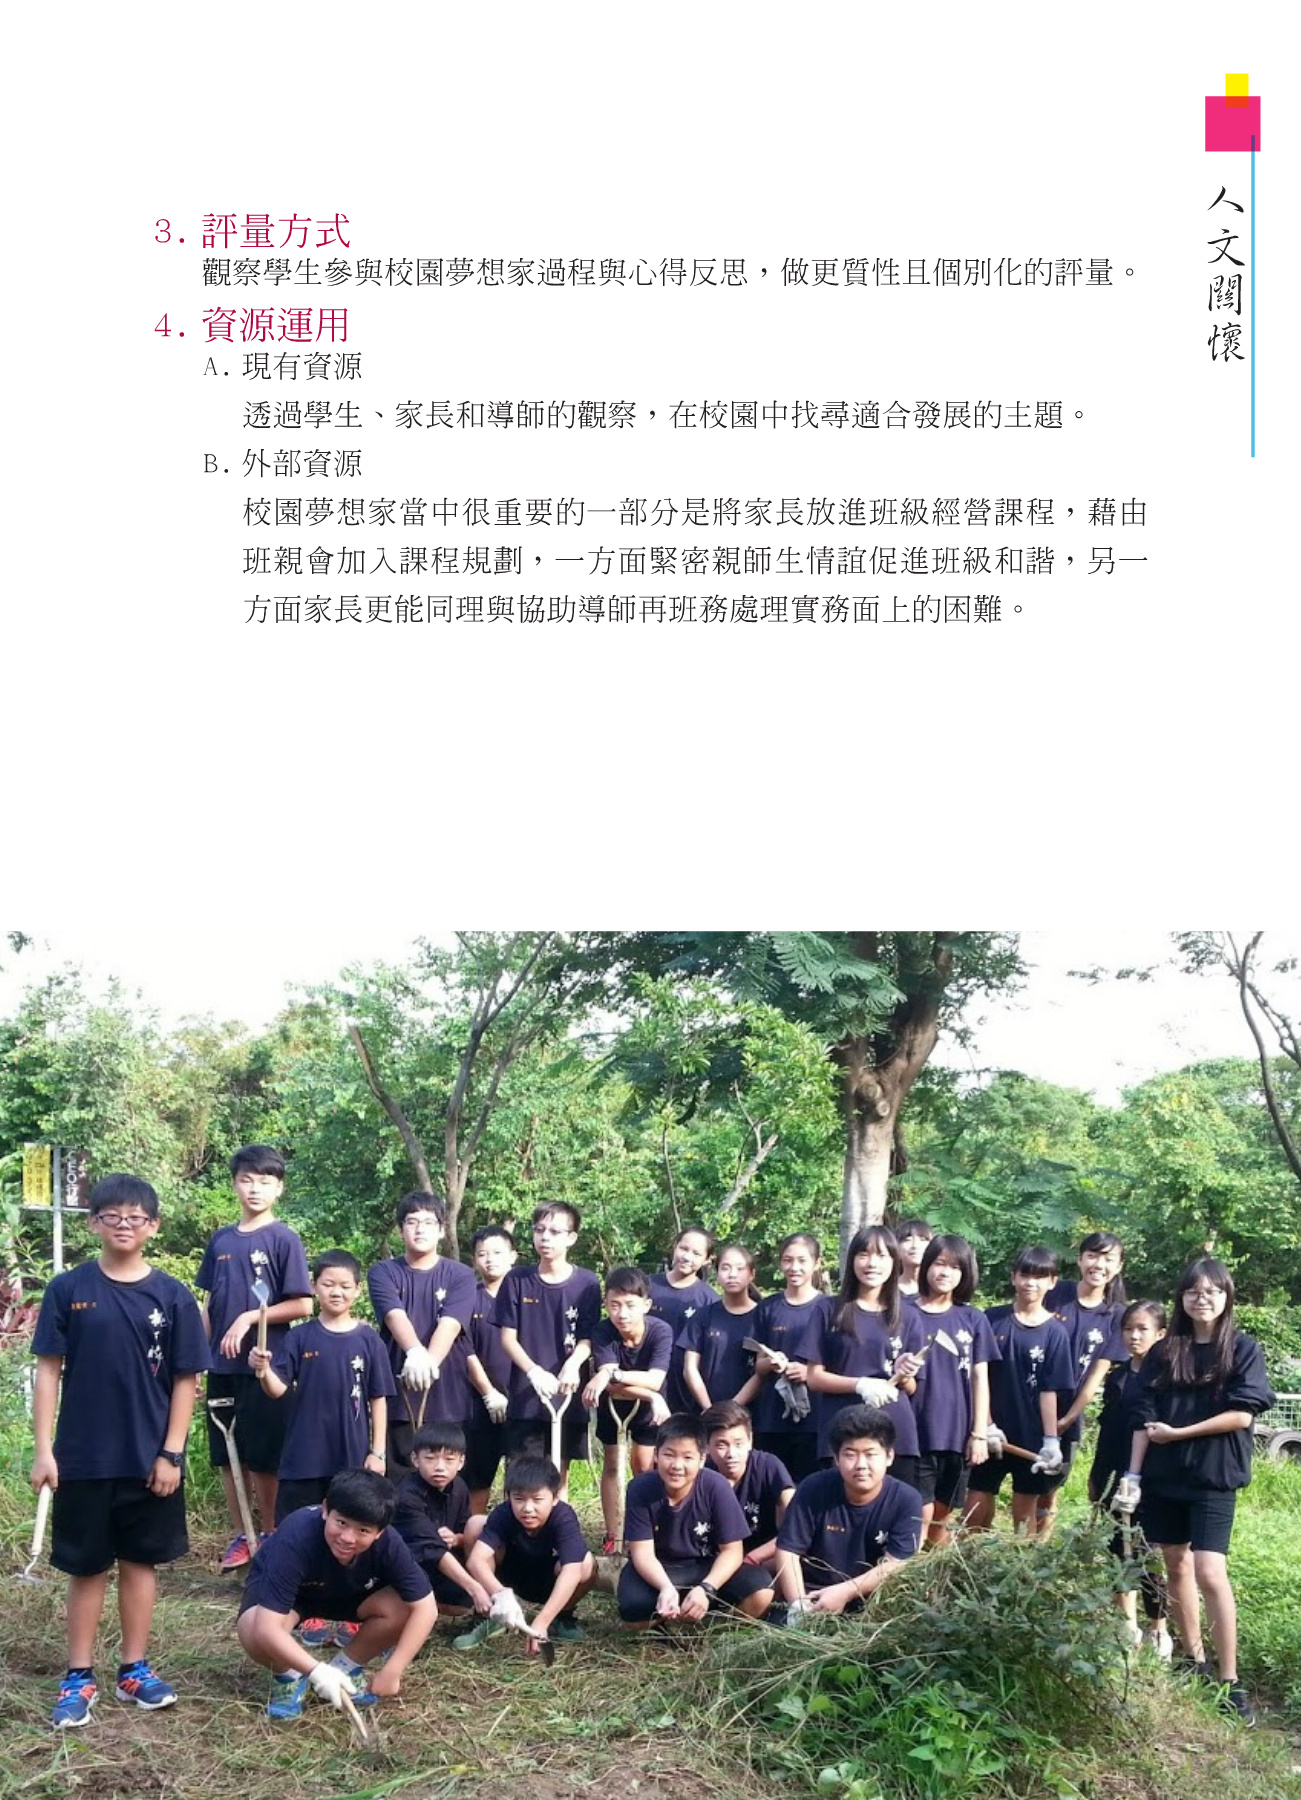 人文關懷
3. 評量方式
觀察學生參與校園夢想家過程與心得反思，做更質性且個別化的評量。
4. 資源運用
A. 現有資源
透過學生、家長和導師的觀察，在校園中找尋適合發展的主題。
B. 外部資源
校園夢想家當中很重要的一部分是將家長放進班級經營課程，藉由
班親會加入課程規劃，一方面緊密親師生情誼促進班級和諧，另一
方面家長更能同理與協助導師再班務處理實務面上的困難。